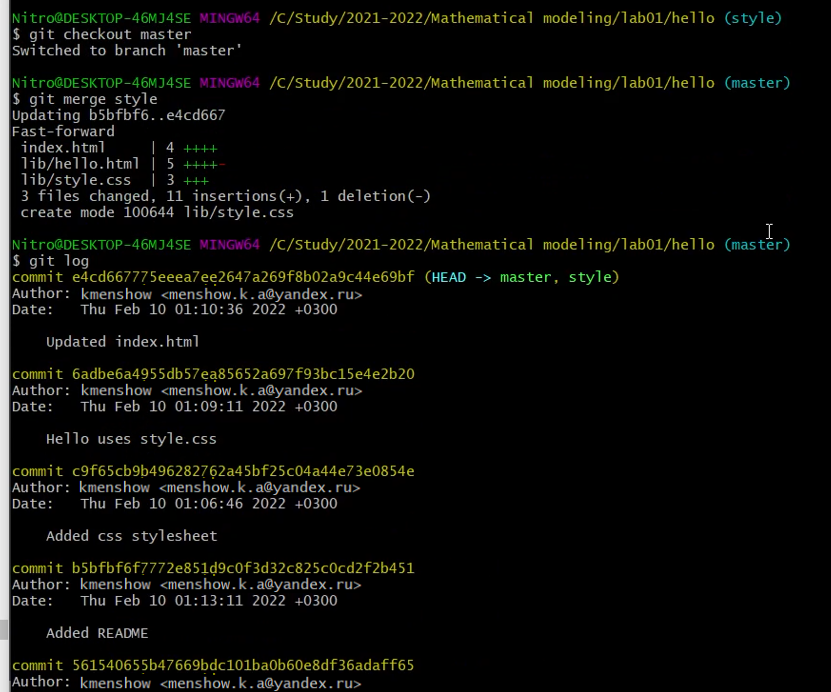 Nitro@DESKTOP-46MJ4SE MINGW64 /C/Study/2021-2022/Mathematical modeling/lab01/hello (style)
$ git checkout master
Switched to branch 'master'
Nitro@DESKTOP-46MJ4SE MINGW64 /C/Study/2021-2022/Mathematical modeling/lab01/hello (master)
$ git merge style
Updating b5bfbf6..e4cd667
Fast-forward
index.html | 4 ++++
lib/hello.html | 5 ++++-
lib/style.css | 3 +++
3 files changed, 11 insertions(+), 1 deletion(-)
create mode 100644 lib/style.css
Nitro@DESKTOP-46MJ4SE MINGW64 /C/Study/2021-2022/Mathematical modeling/lab01/hello (master)
$ git log
commit e4cd667775eeea7ee2647a269f8b02a9c44e69bf (HEAD -> master, style)
Author: kmenshow <menshow.k.a@yandex.ru>
Date: Thu Feb 10 01:10:36 2022 +0300
Updated index.html
commit 6adbe6a4955db57ea85652a697f93bc15e4e2b20
Author: kmenshow <menshow.k.a@yandex.ru>
Date: Thu Feb 10 01:09:11 2022 +0300
Hello uses style.css
commit c9f65cb9b496282762a45bf25c04a44e73e0854e
Author: kmenshow <menshow.k.a@yandex.ru>
Date: Thu Feb 10 01:06:46 2022 +0300
Added css stylesheet
commit b5bfbf6f7772e851d9c0f3d32c825c0cd2f2b451
Author: kmenshow <menshow.k.a@yandex.ru>
Date: Thu Feb 10 01:13:11 2022 +0300
Added README
commit 561540655b47669bdc101ba0b60e8df36adaff65
Author: kmenshow <menshow.k.a@yandex.ru>